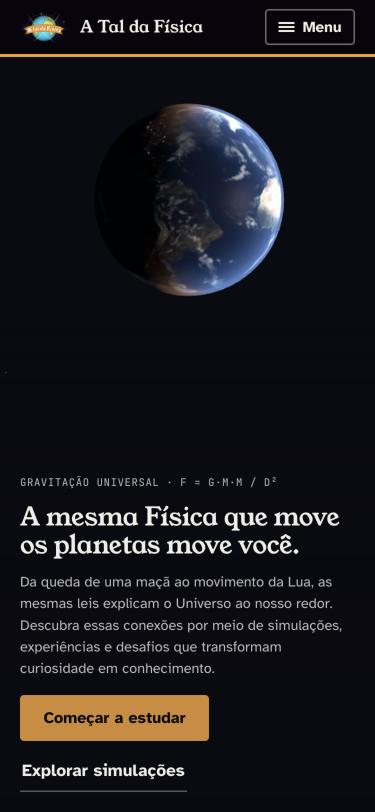 A Tal da Física
Menu
GRAVITAÇÃO UNIVERSAL · F = G·M·M / D²
A mesma Física que move
os planetas move você.
Da queda de uma maçã ao movimento da Lua, as
mesmas leis explicam o Universo ao nosso redor.
Descubra essas conexões por meio de simulações,
experiências e desafios que transformam
curiosidade em conhecimento.
Começar a estudar
Explorar simulações